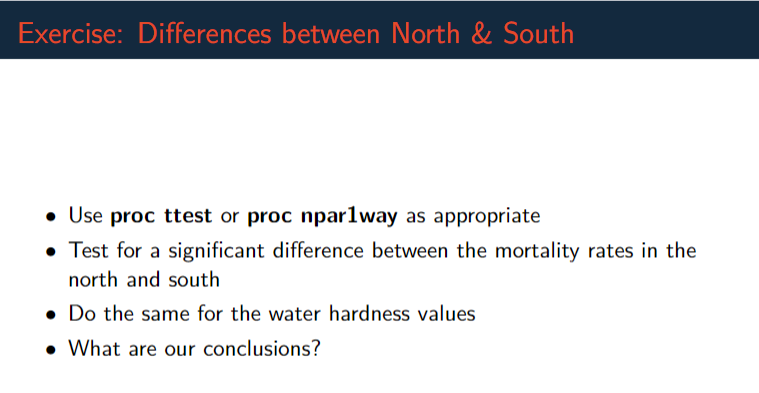 Exercise: Differences between North & South
• Use proc ttest or proc npar1way as appropriate
• Test for a significant difference between the mortality rates in the
north and south
• Do the same for the water hardness values
• What are our conclusions?